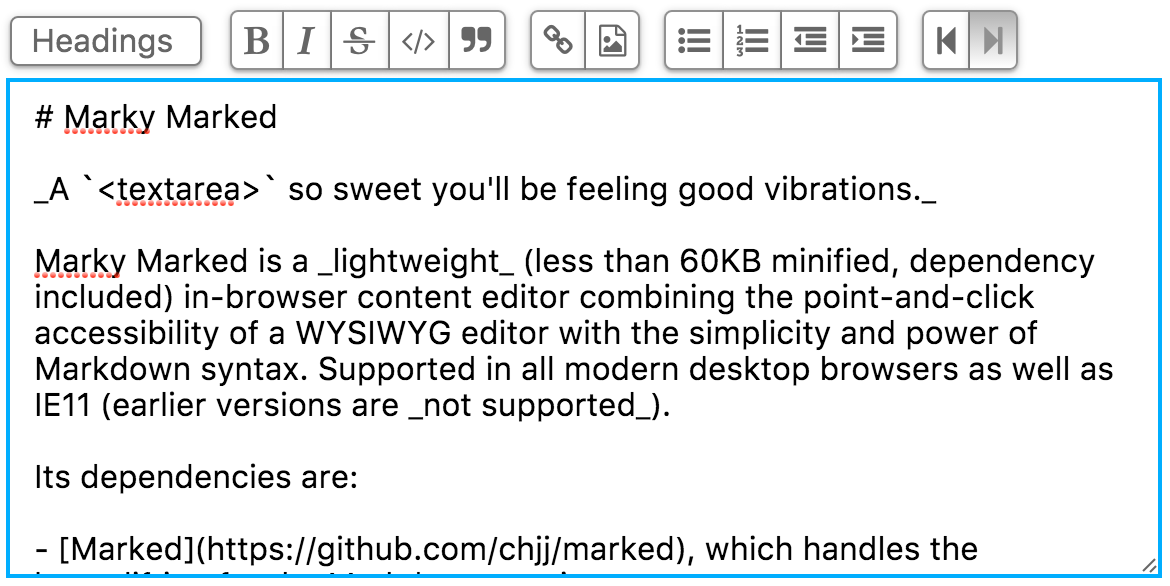 Headings B I S </> ❞
# Marky Marked
_A `<textarea>` so sweet you'll be feeling good vibrations._
Marky Marked is a _lightweight_ (less than 60KB minified, dependency
included) in-browser content editor combining the point-and-click
accessibility of a WYSIWYG editor with the simplicity and power of
Markdown syntax. Supported in all modern desktop browsers as well as
IE11 (earlier versions are _not supported_).
Its dependencies are:
- [Marked](https://github.com/chjj/marked), which handles the